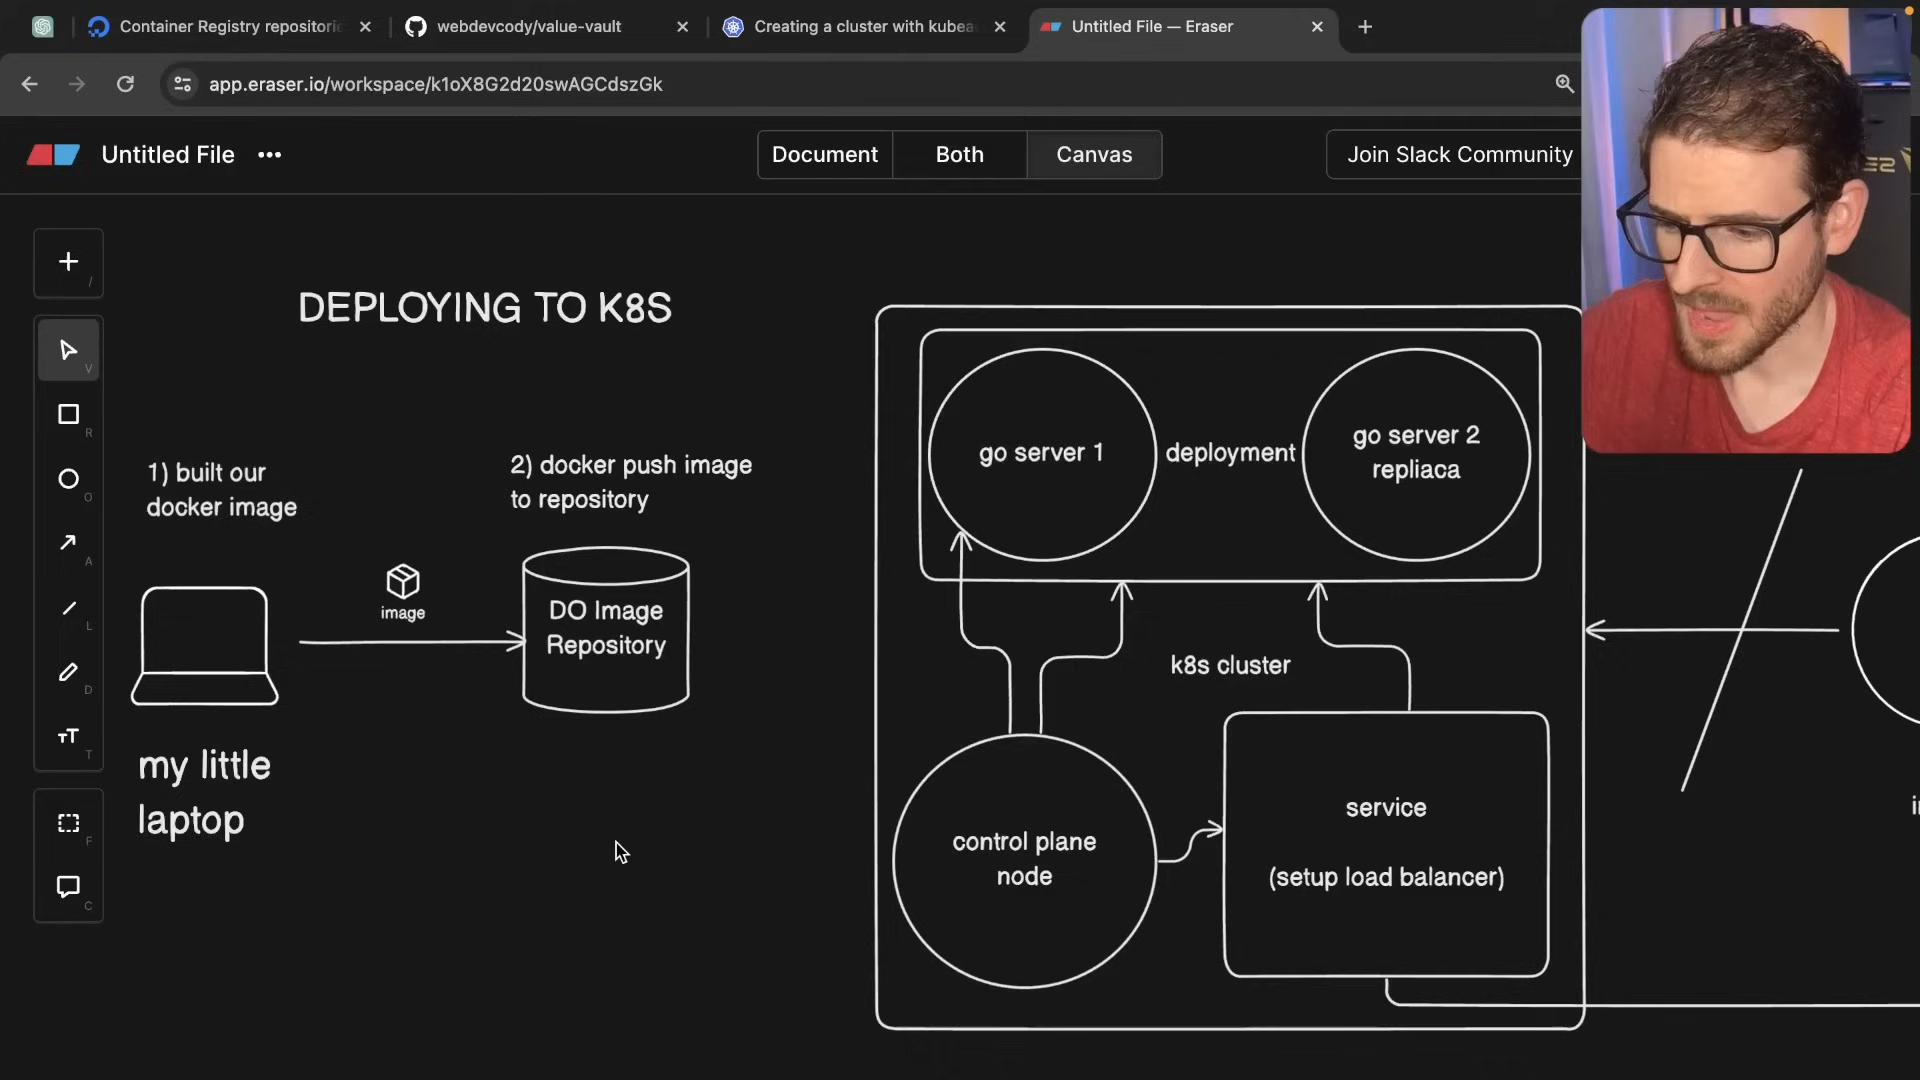 Container Registry repositorie
webdevcody/value-vault
Creating a cluster with kubea
Untitled File — Eraser
app.eraser.io/workspace/k1oX8G2d20swAGCdszGk
Untitled File
Document
Both
Canvas
Join Slack Community
/
V
R
O
A
L
D
T
F
C
DEPLOYING TO K8S
1) built our
docker image
2) docker push image
to repository
image
DO Image
Repository
my little
laptop
go server 1
deployment
go server 2
repliaca
k8s cluster
control plane
node
service
(setup load balancer)